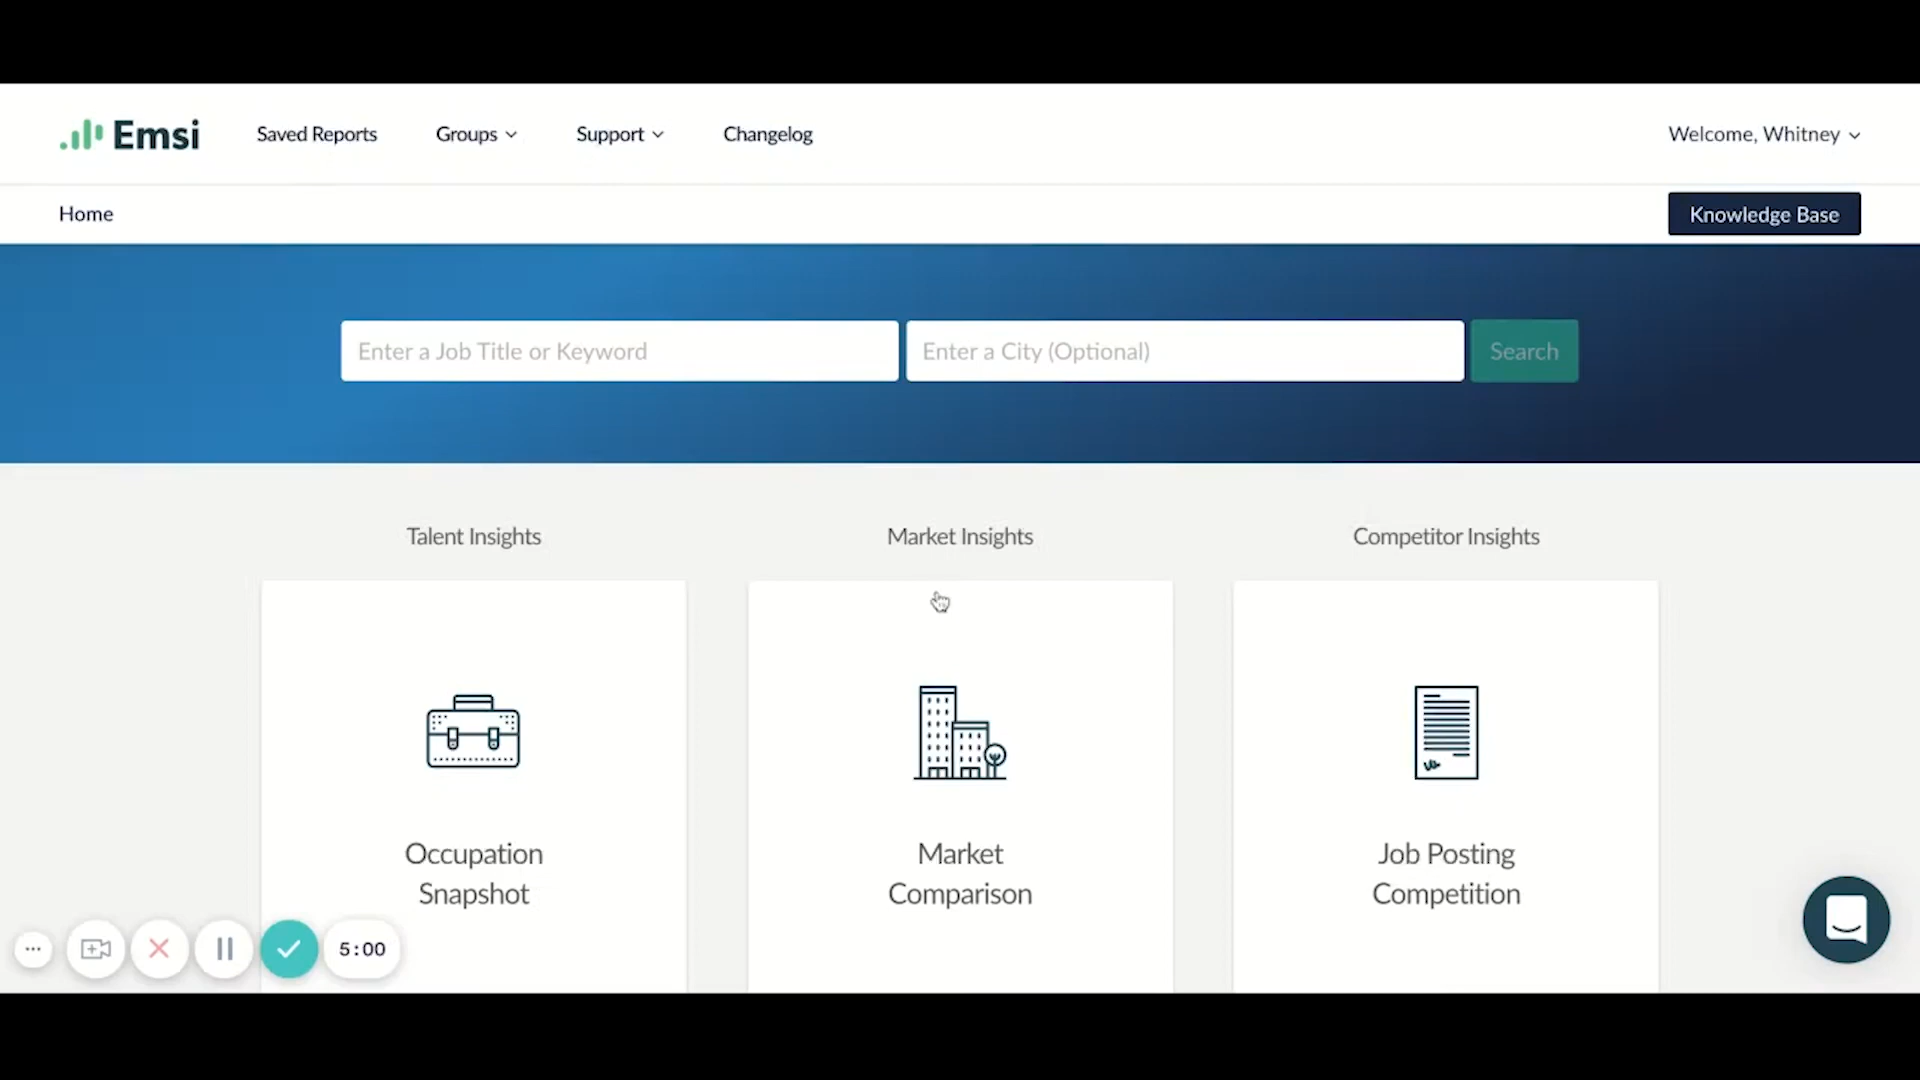 Emsi
Saved Reports
Groups
Support
Changelog
Welcome, Whitney
Home
Knowledge Base
Enter a Job Title or Keyword
Enter a City (Optional)
Search
Talent Insights
Market Insights
Competitor Insights
Occupation
Snapshot
Market
Comparison
Job Posting
Competition
5:00